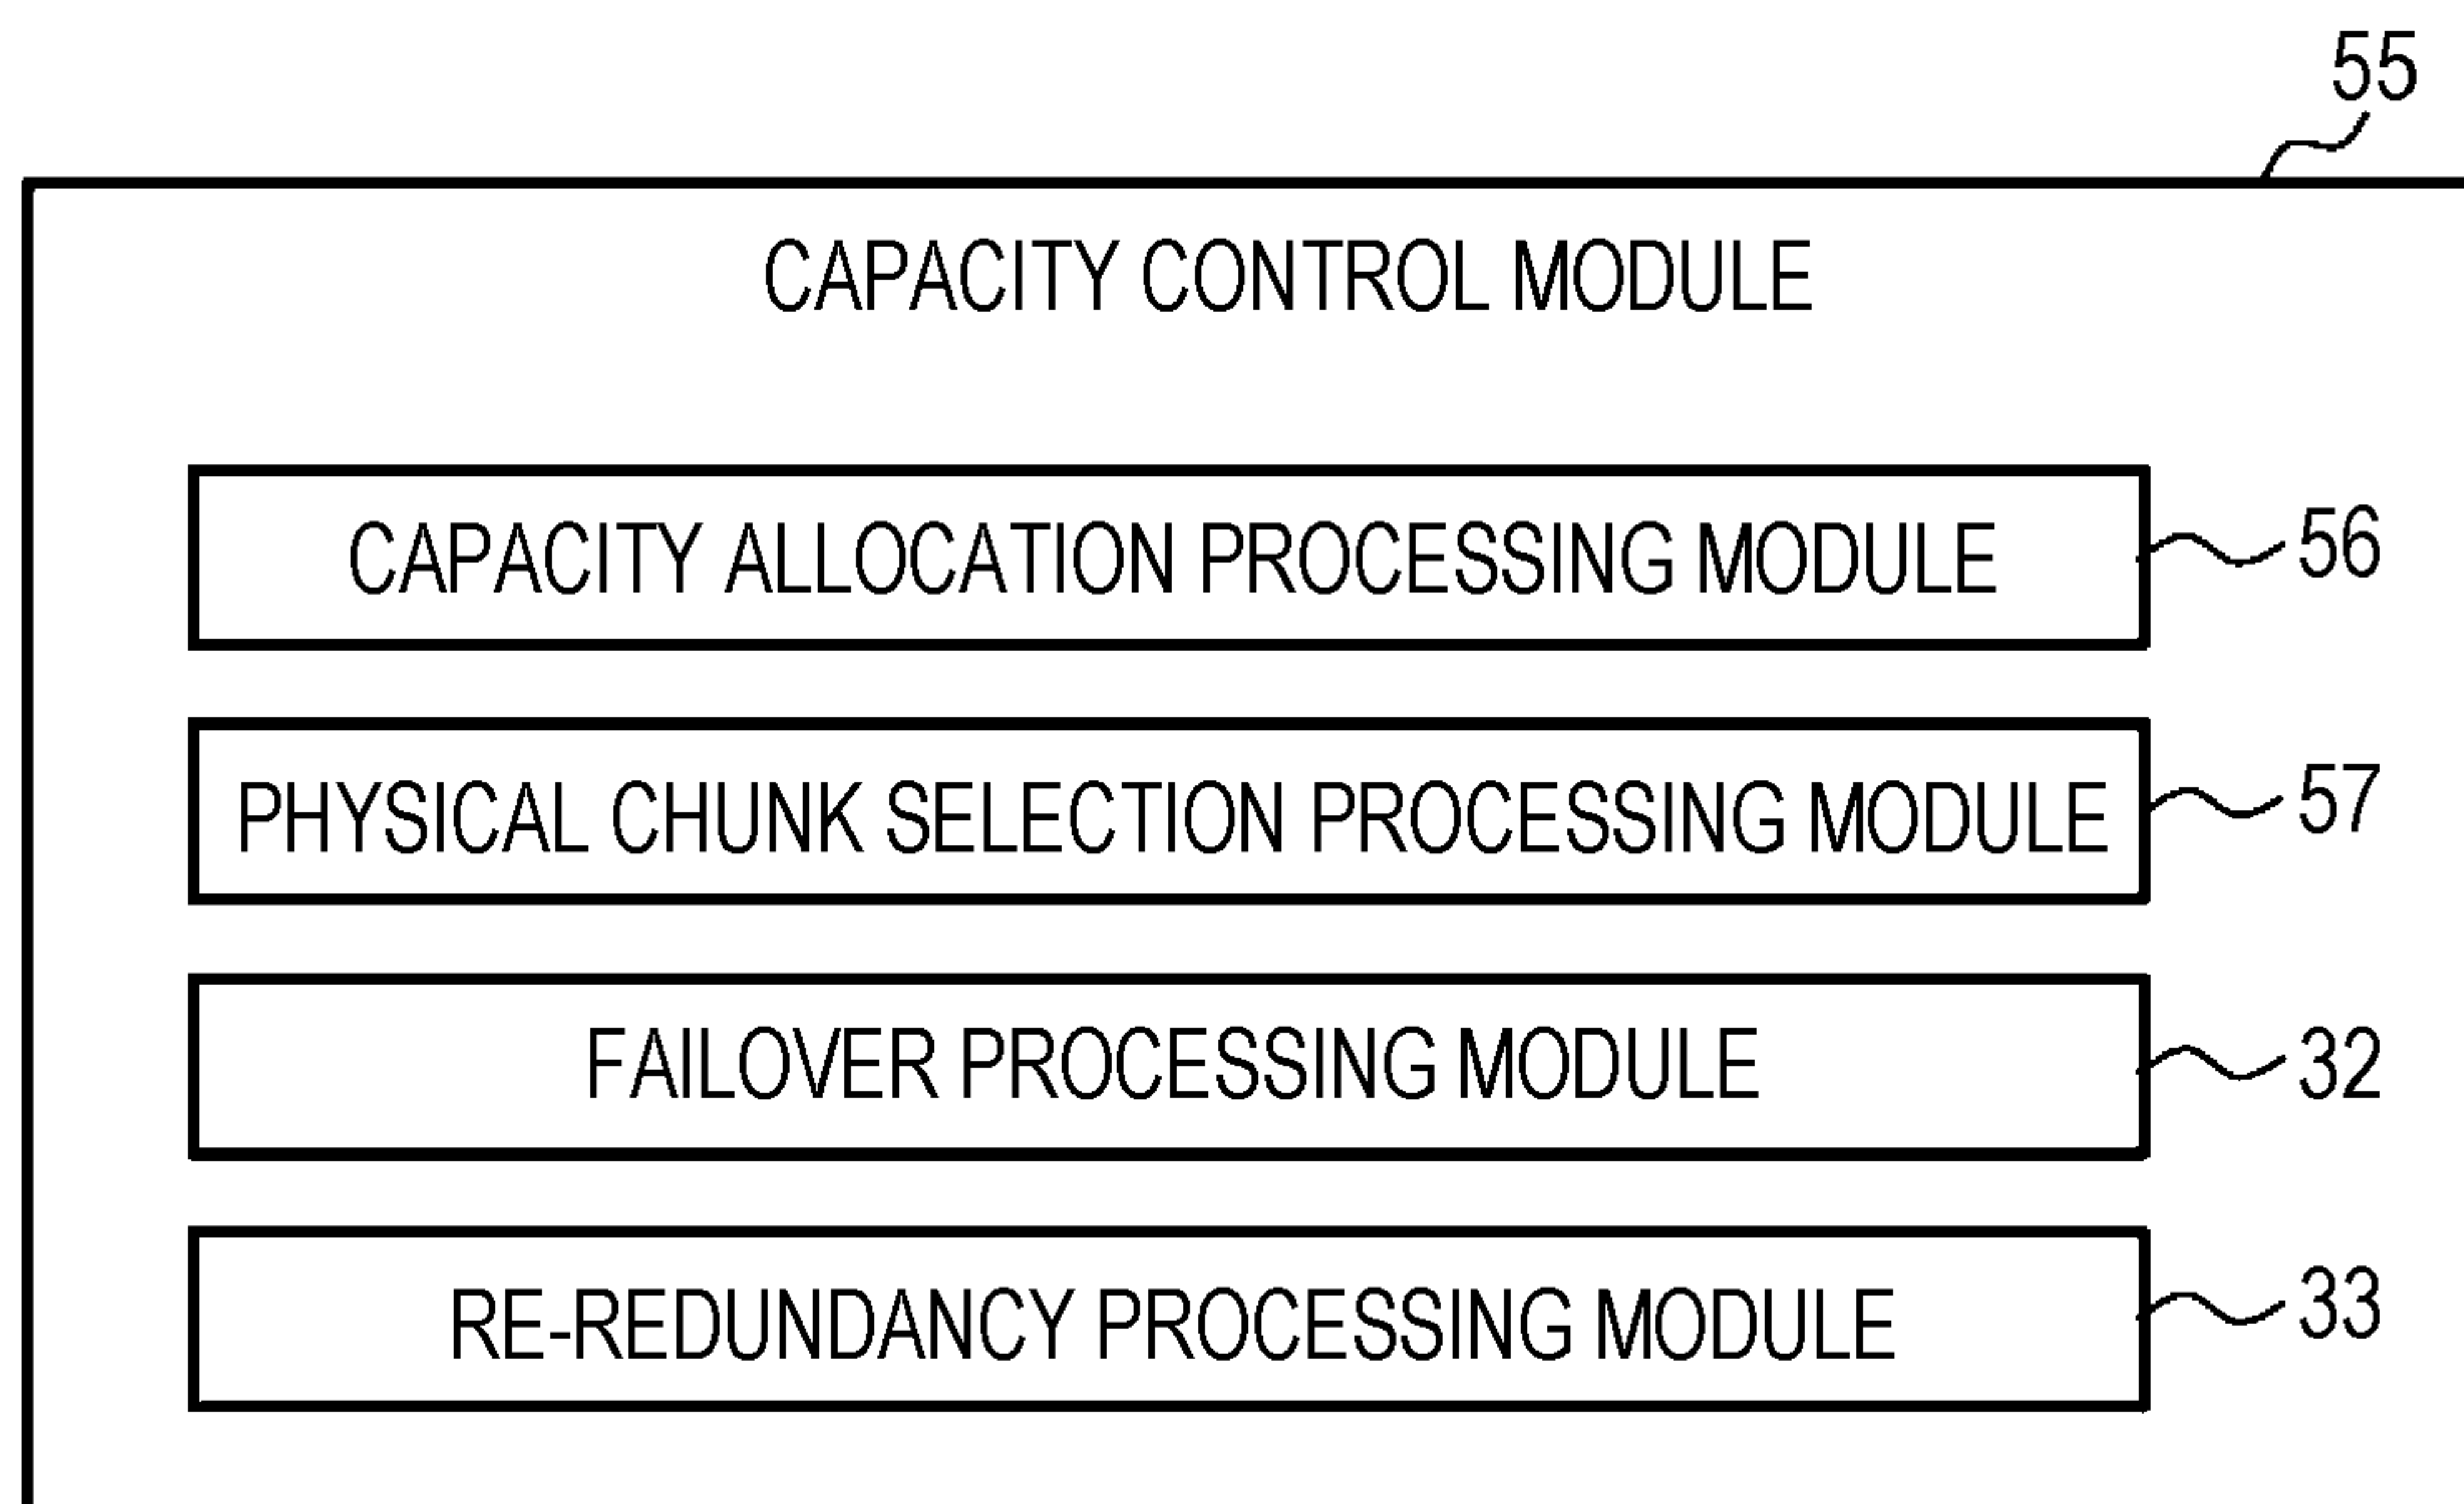 55
CAPACITY CONTROL MODULE
CAPACITY ALLOCATION PROCESSING MODULE 56
PHYSICAL CHUNK SELECTION PROCESSING MODULE 57
FAILOVER PROCESSING MODULE 32
RE-REDUNDANCY PROCESSING MODULE 33